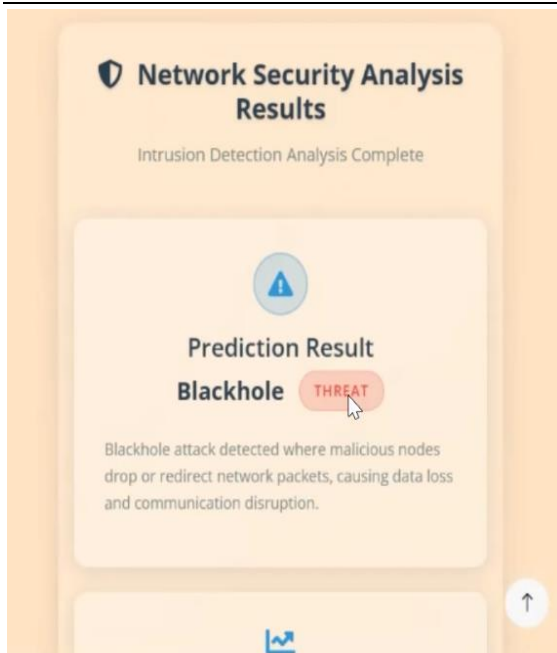 Network Security Analysis
Results
Intrusion Detection Analysis Complete
Prediction Result
Blackhole THREAT
Blackhole attack detected where malicious nodes
drop or redirect network packets, causing data loss
and communication disruption.